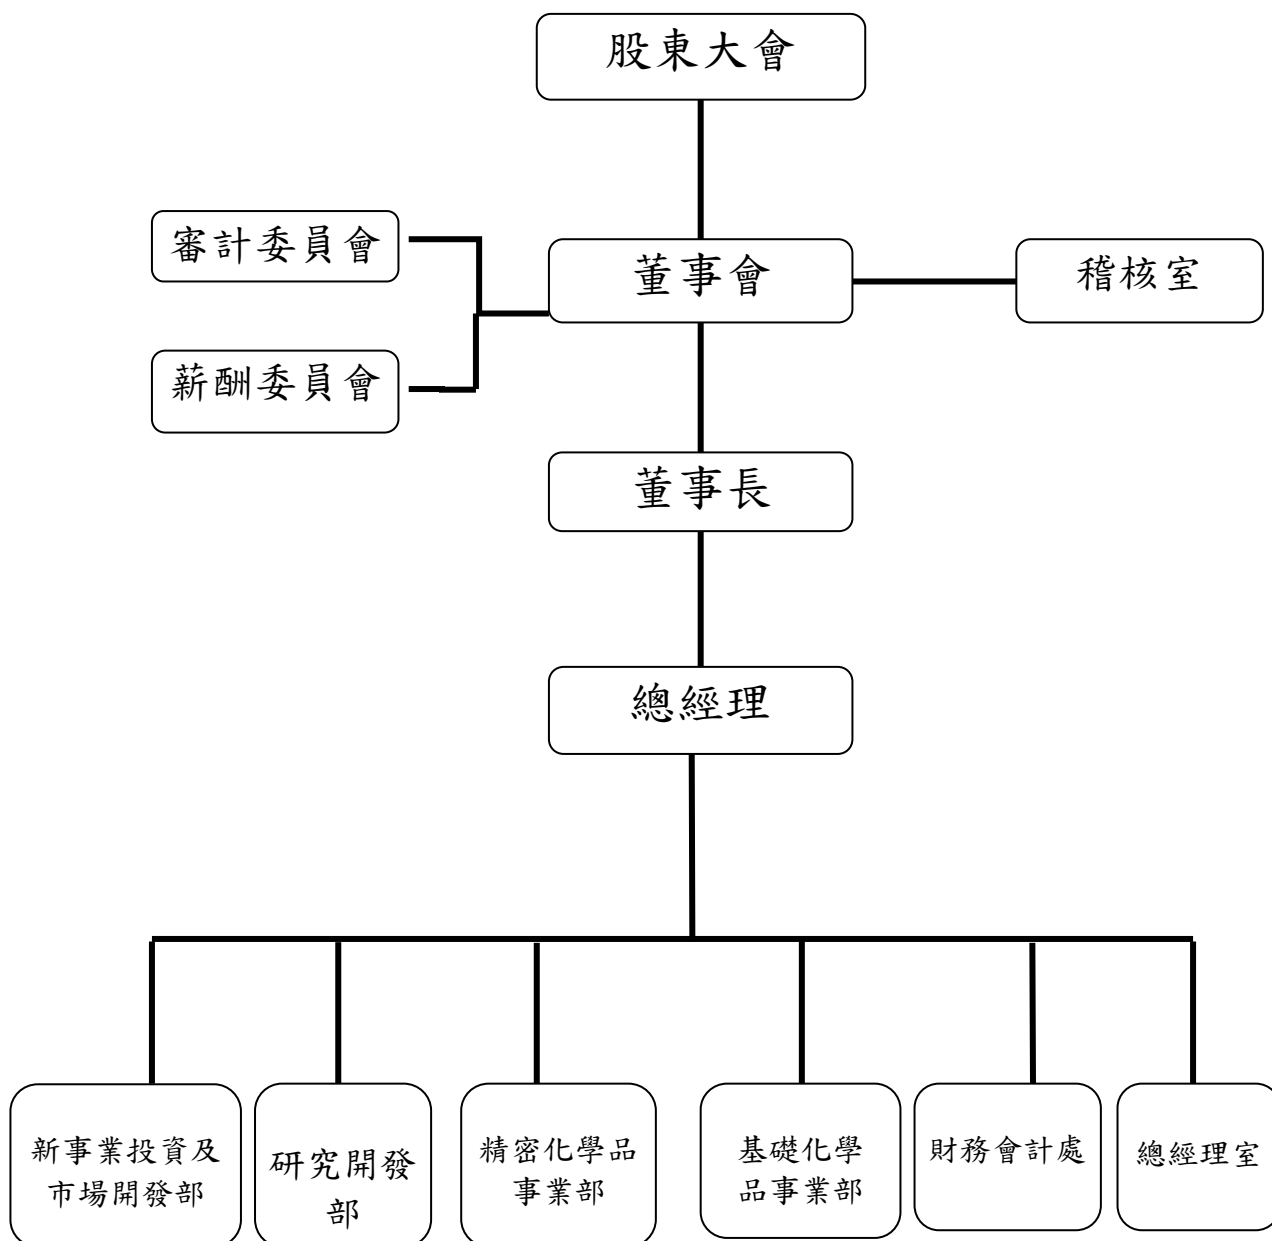 股東大會
審計委員會
董事會
稽核室
薪酬委員會
董事長
總經理
新事業投資及
市場開發部
研究開發
部
精密化學品
事業部
基礎化學
品事業部
財務會計處
總經理室